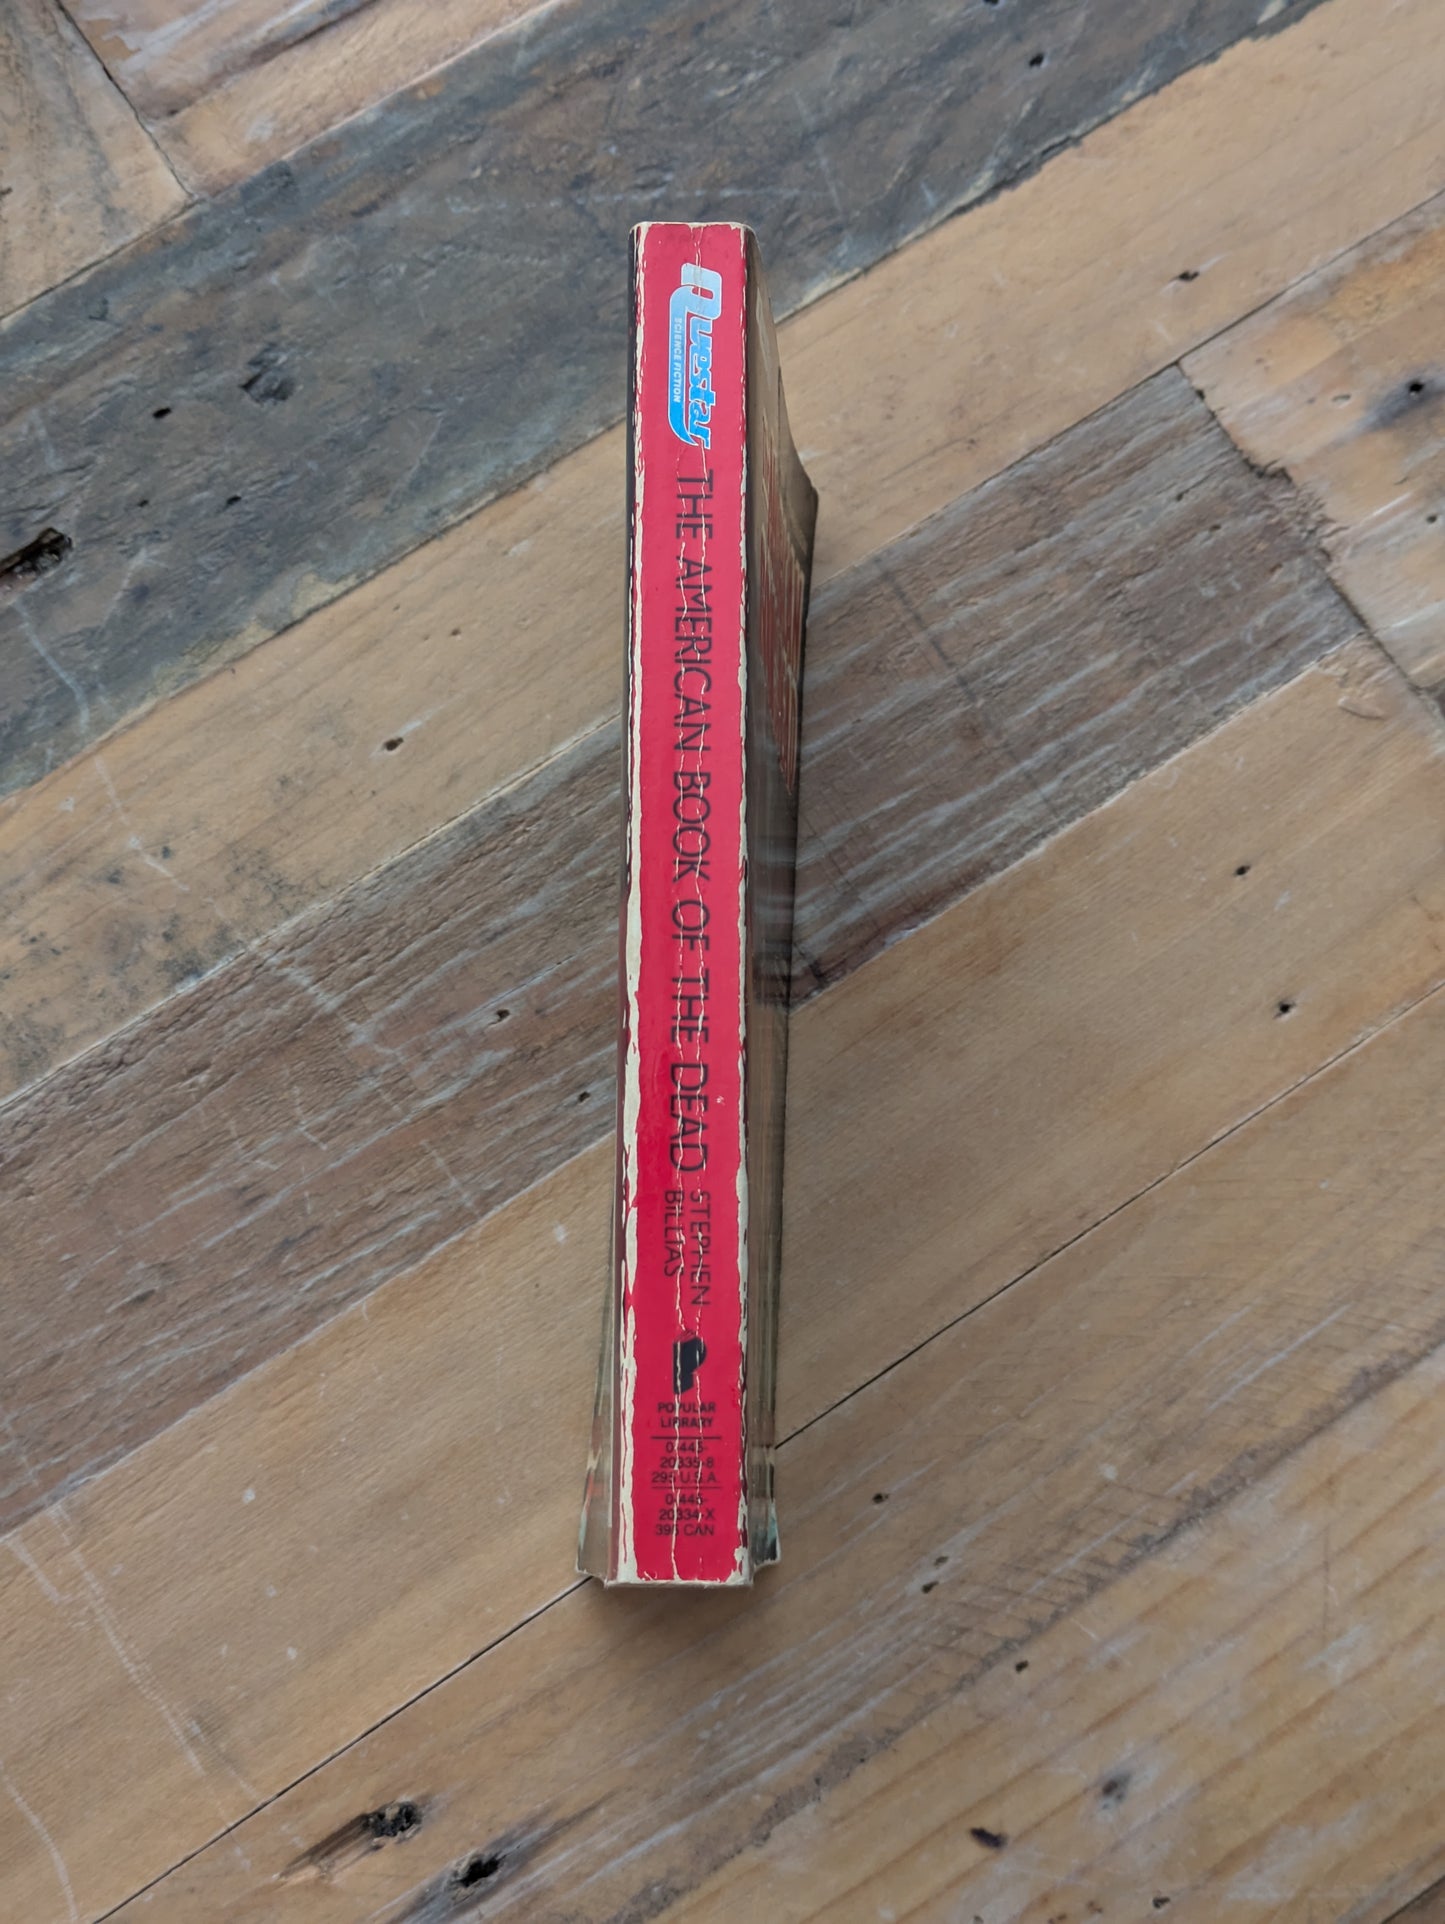 Questar
SCIENCE FICTION
THE AMERICAN BOOK OF THE DEAD
STEPHEN
BILLIAS
POPULAR
LIBRARY
0-445-
20335-8
295 U.S.A.
0-445-
20334-X
395 CAN